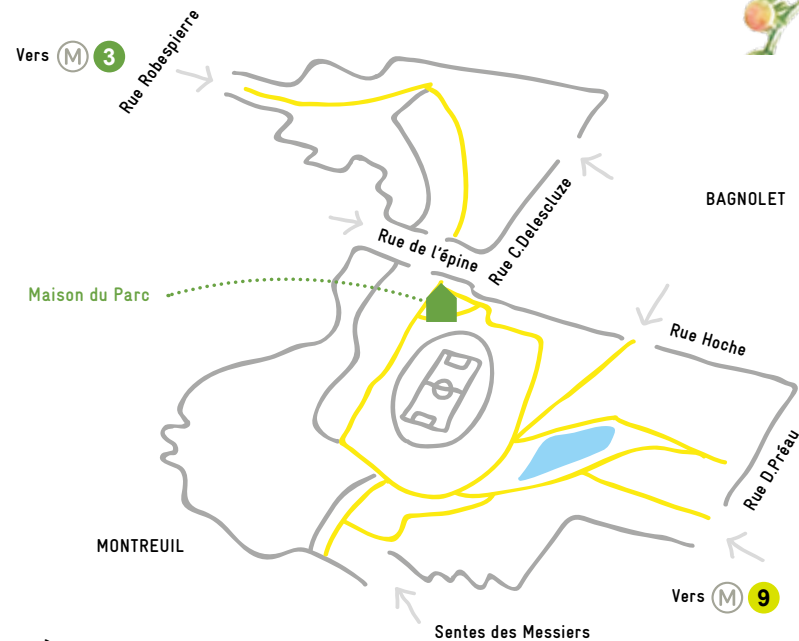 Vers M 3
Rue Robespierre
BAGNOLET
Rue C.Delescluze
Rue de l'épine
Maison du Parc
Rue Hoche
Rue D.Préau
MONTREUIL
Vers M 9
Sentes des Messiers